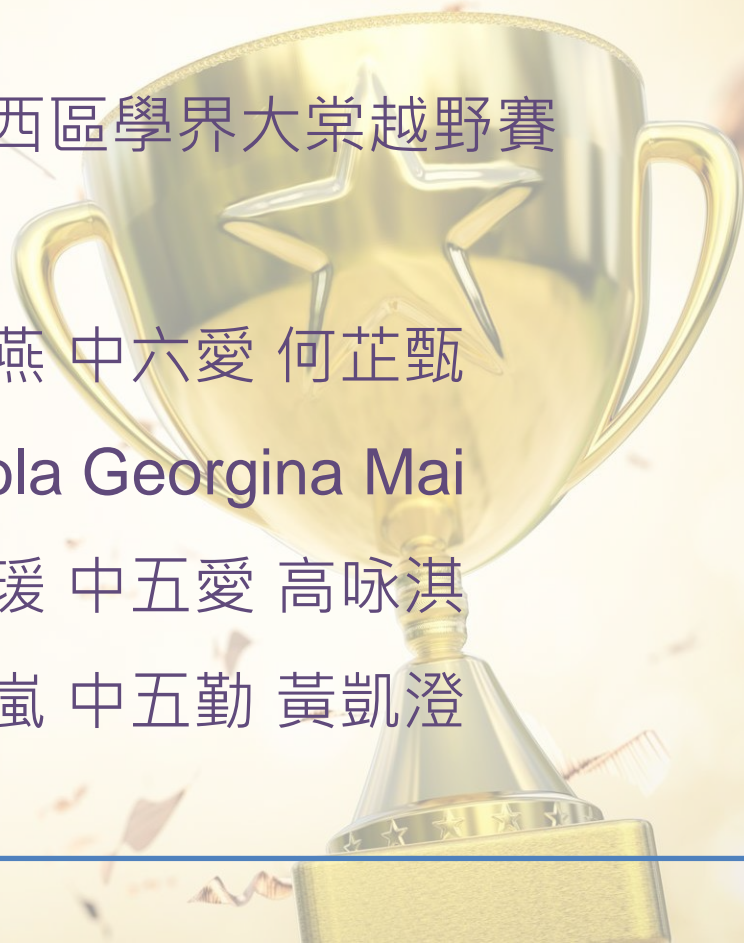 西區學界大棠越野賽
燕 中六愛 何芷甄
ola Georgina Mai
瑗 中五愛 高咏淇
嵐 中五勤 黃凱澄